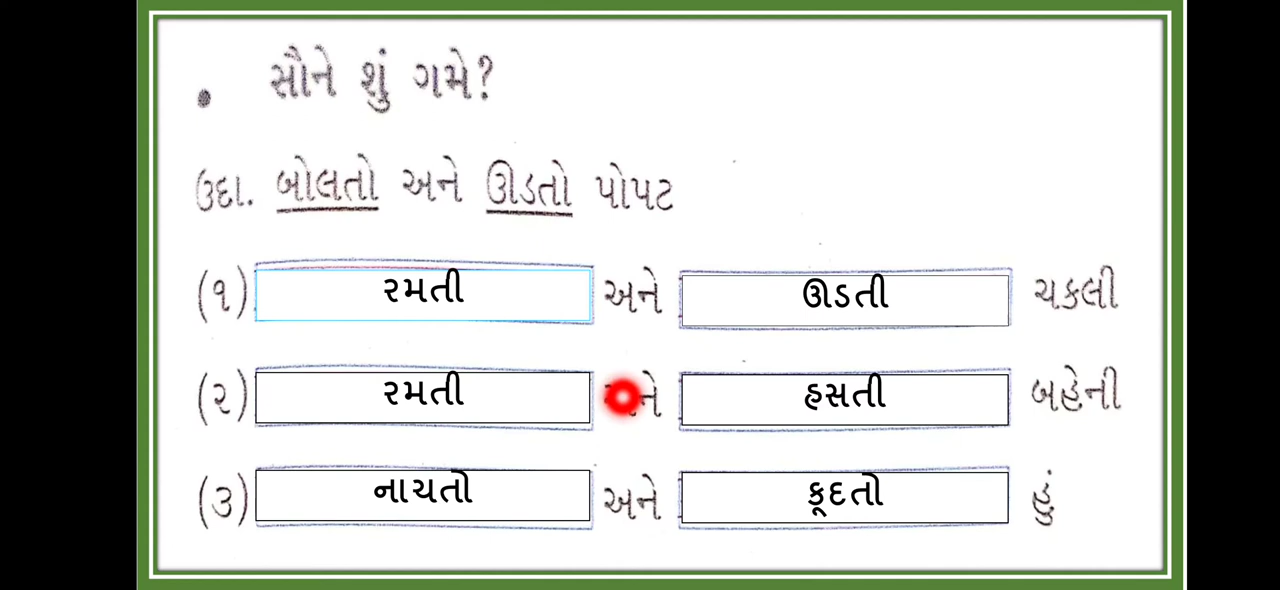 • સૌને શું ગમે?
ઉદા. બોલતો અને ઊડતો પોપટ
(૧) રમતી અને ઊડતી ચકલી
(૨) રમતી અને હસતી બહેની
(૩) નાચતો અને કૂદતો હું